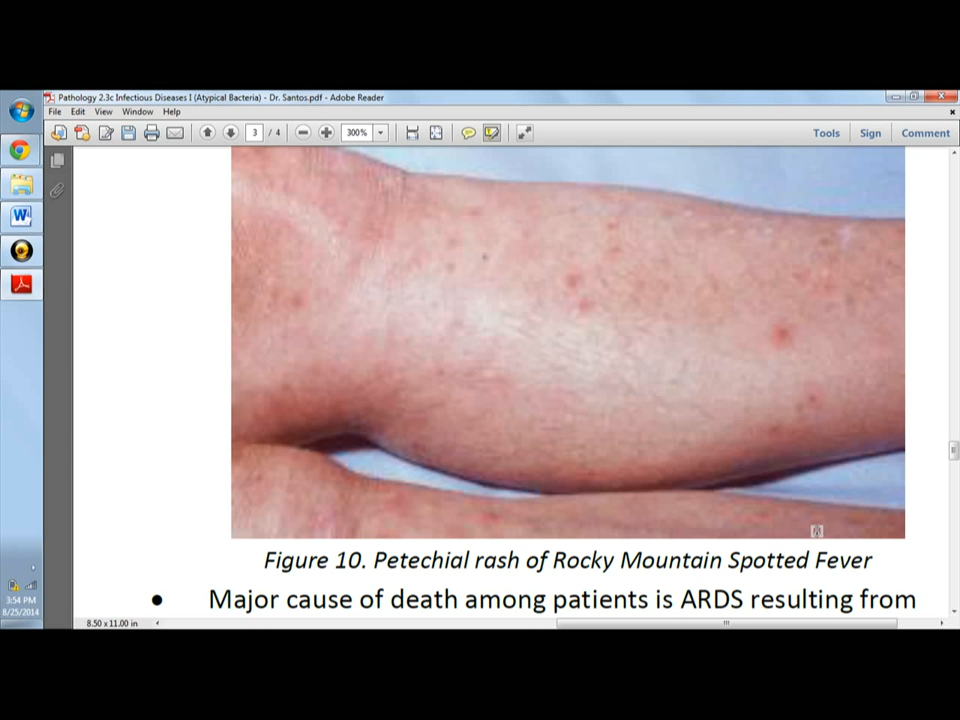 Pathology 2.3c Infectious Diseases I (Atypical Bacteria) - Dr. Santos.pdf - Adobe Reader
File Edit View Window Help
3 / 4 300% Tools Sign Comment
W
Figure 10. Petechial rash of Rocky Mountain Spotted Fever
• Major cause of death among patients is ARDS resulting from
3:54 PM
8/25/2014
8.50 x 11.00 in